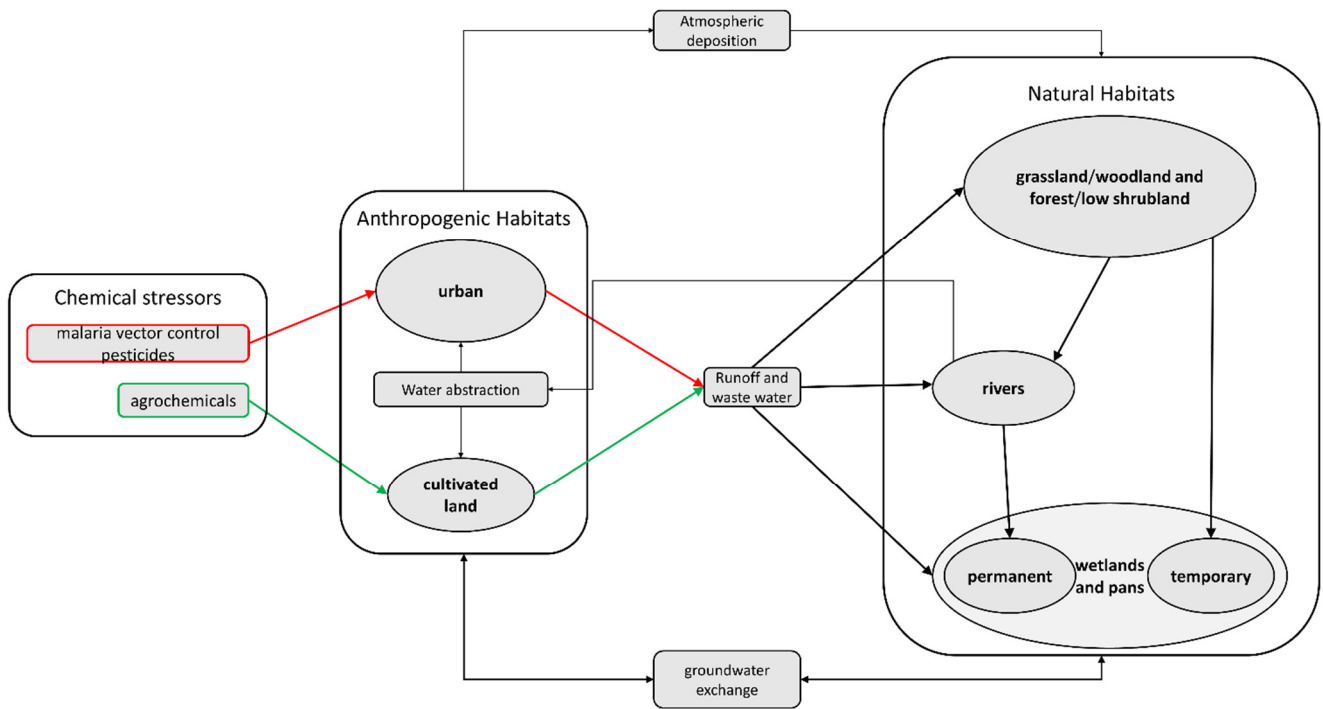 Atmospheric
deposition
Natural Habitats
grassland/woodland and
forest/low shrubland
Anthropogenic Habitats
urban
Chemical stressors
malaria vector control
pesticides
agrochemicals
Water abstraction
Runoff and
waste water
rivers
cultivated
land
permanent
wetlands
and pans
temporary
groundwater
exchange